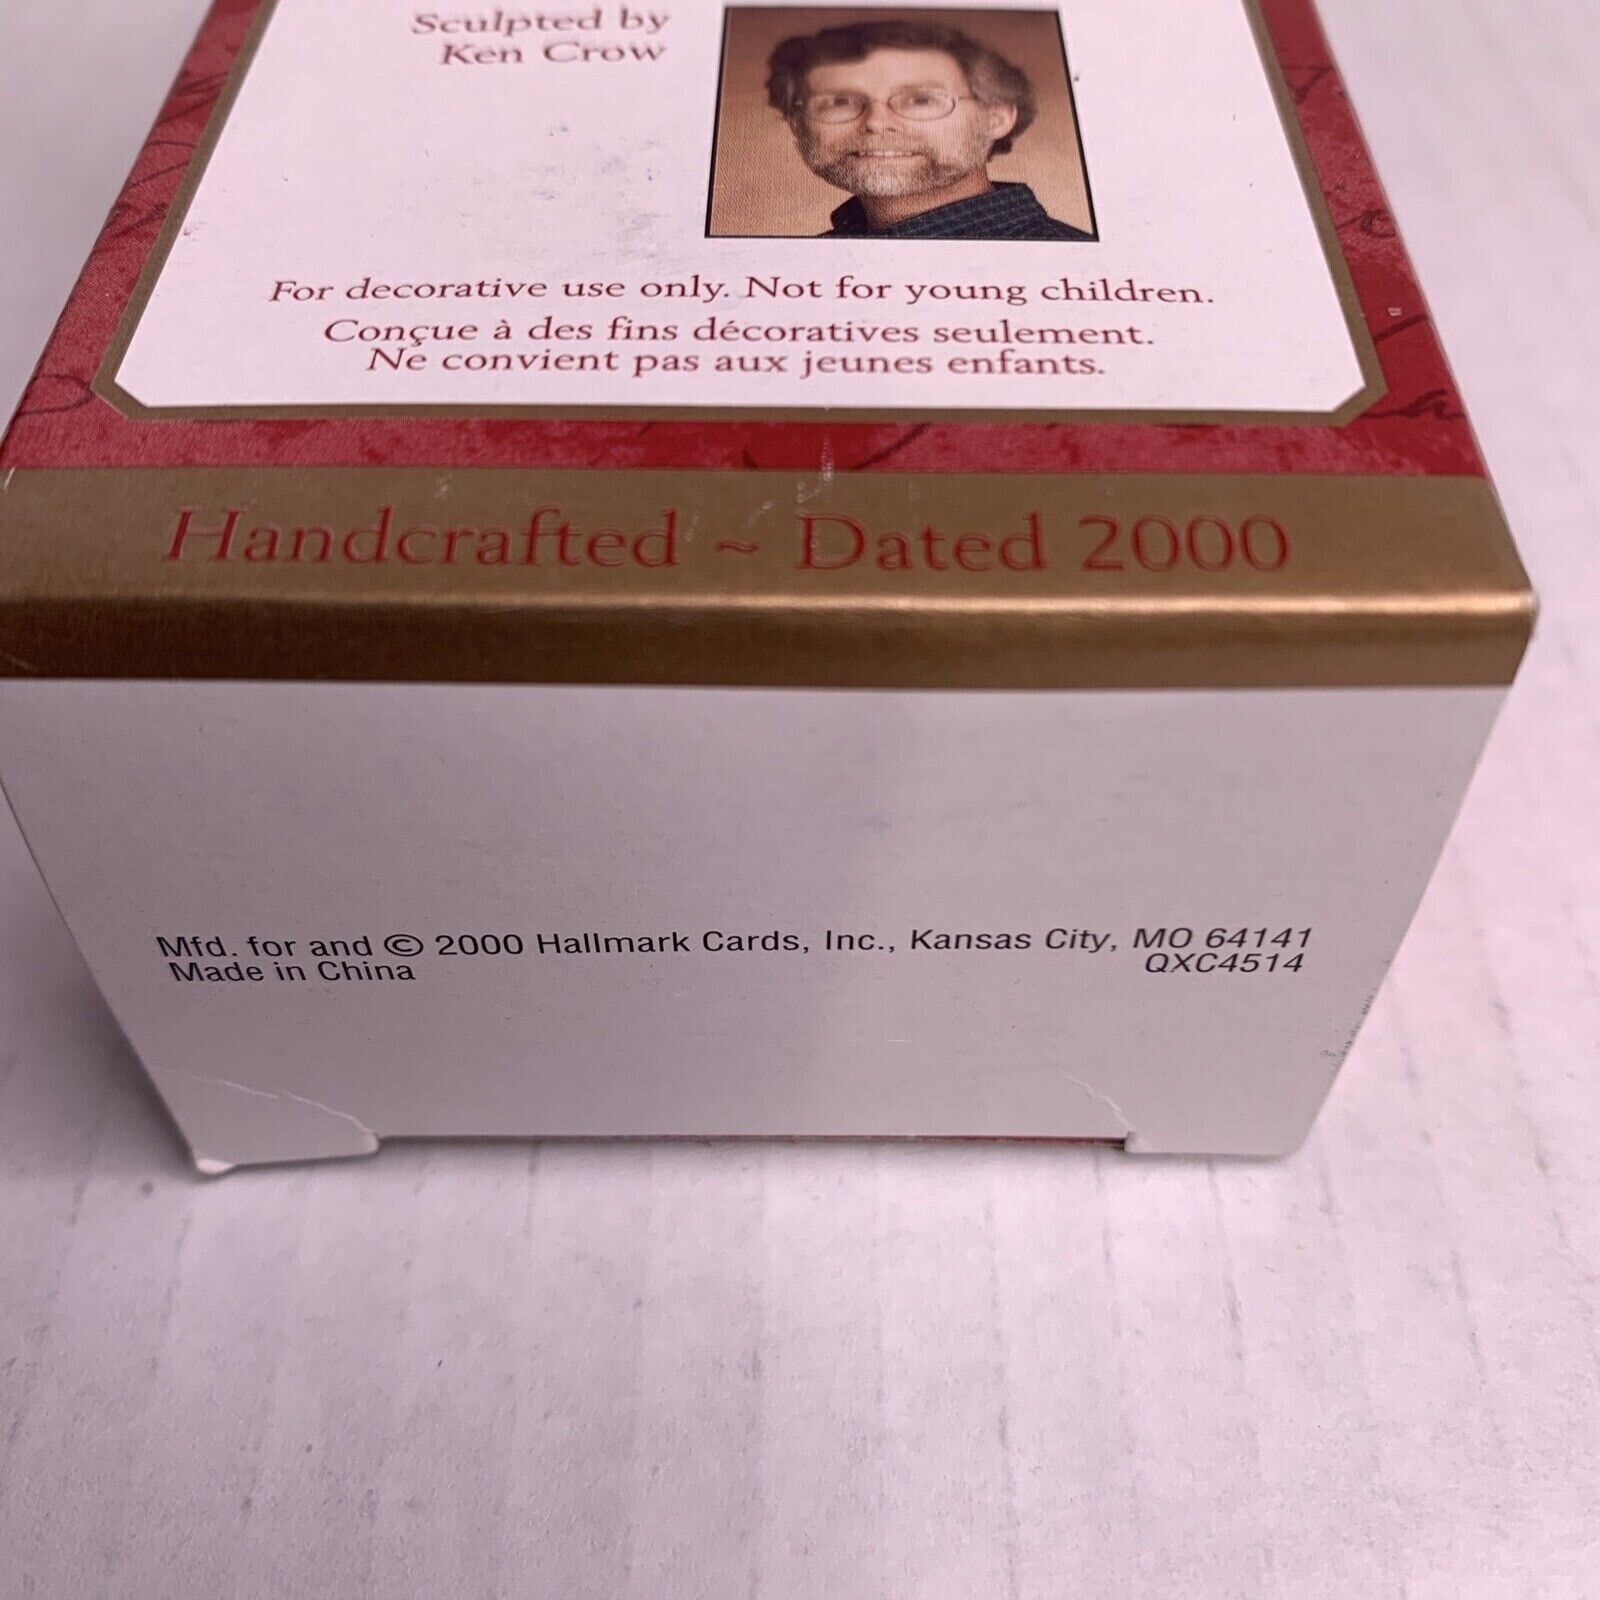 Sculpted by
Ken Crow
For decorative use only. Not for young children.
Conçue à des fins décoratives seulement.
Ne convient pas aux jeunes enfants.
Handcrafted ~ Dated 2000
Mfd. for and © 2000 Hallmark Cards, Inc., Kansas City, MO 64141
Made in China QXC4514